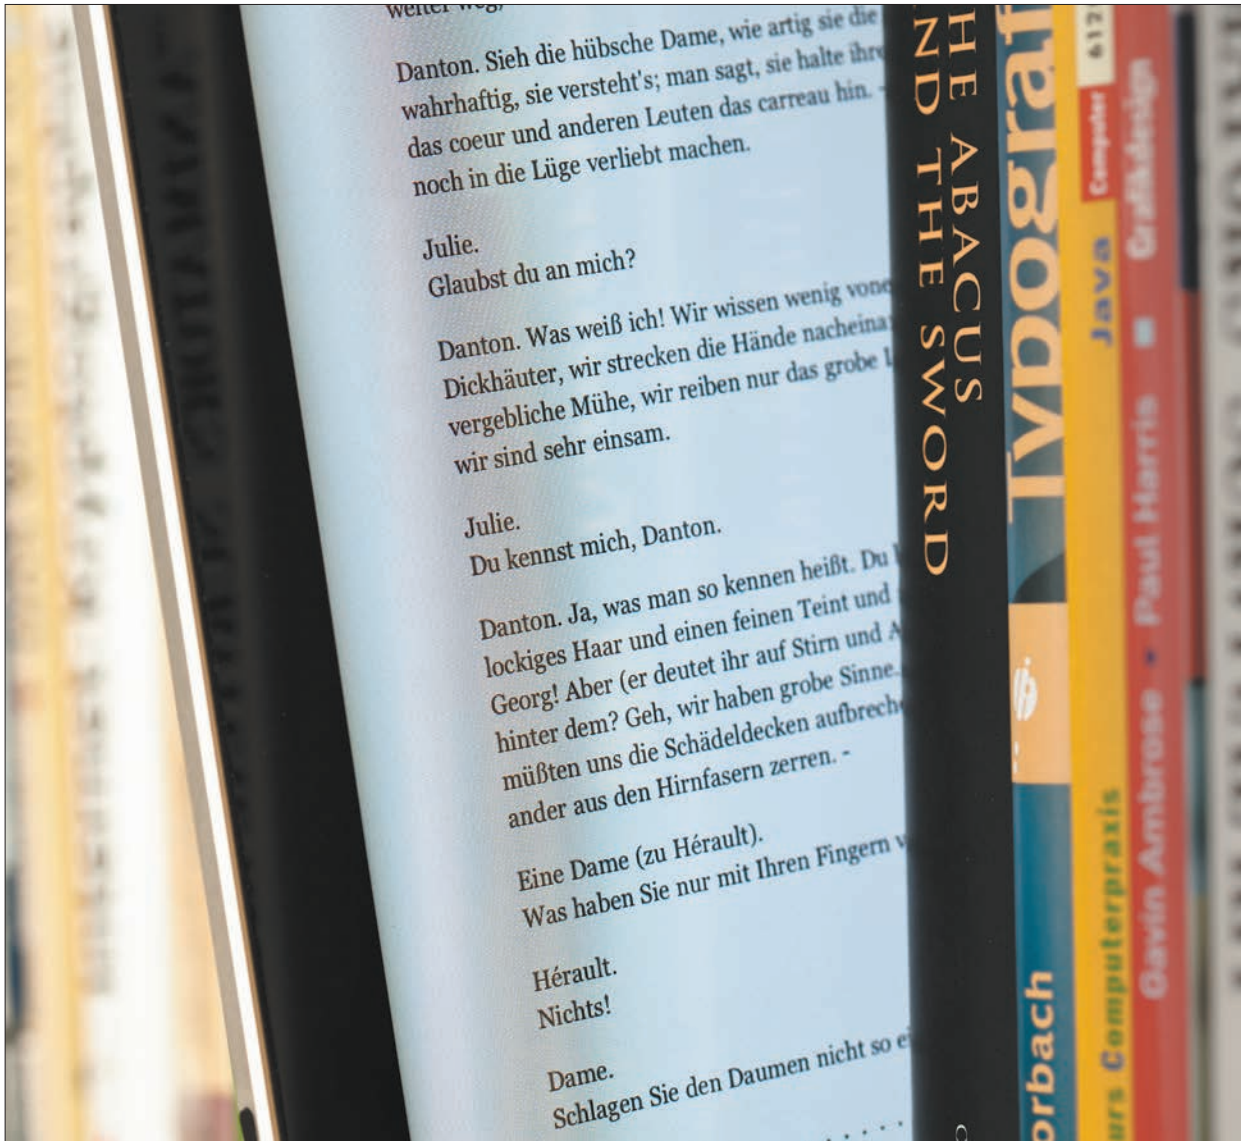 weiter weg,
Danton. Sieh die hübsche Dame, wie artig sie die
wahrhaftig, sie versteht's; man sagt, sie halte ihre
das coeur und anderen Leuten das carreau hin. -
noch in die Lüge verliebt machen.
Julie.
Glaubst du an mich?
Danton. Was weiß ich! Wir wissen wenig vone
Dickhäuter, wir strecken die Hände nacheina
vergebliche Mühe, wir reiben nur das grobe L
wir sind sehr einsam.
Julie.
Du kennst mich, Danton.
Danton. Ja, was man so kennen heißt. Du
lockiges Haar und einen feinen Teint und
Georg! Aber (er deutet ihr auf Stirn und A
hinter dem? Geh, wir haben grobe Sinne.
müßten uns die Schädeldecken aufbreche
ander aus den Hirnfasern zerren. -
Eine Dame (zu Hérault).
Was haben Sie nur mit Ihren Fingern v
Hérault.
Nichts!
Dame.
Schlagen Sie den Daumen nicht so ei
HE ABACUS
ND THE SWORD
Typograf
orbach
612
Computer
Java
urs Computerpraxis
Grafikdesign
Gavin Ambrose • Paul Harris